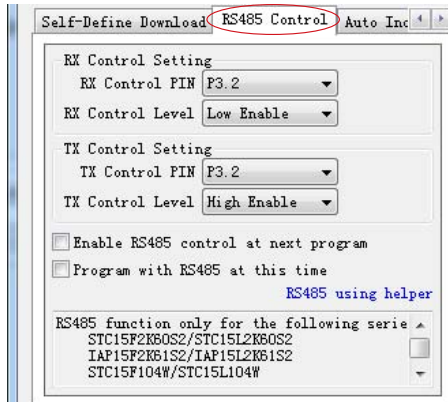 Self-Define Download RS485 Control Auto Inc
RX Control Setting
RX Control PIN P3.2
RX Control Level Low Enable
TX Control Setting
TX Control PIN P3.2
TX Control Level High Enable
Enable RS485 control at next program
Program with RS485 at this time
RS485 using helper
RS485 function only for the following serie
STC15F2K60S2/STC15L2K60S2
IAP15F2K61S2/IAP15L2K61S2
STC15F104W/STC15L104W